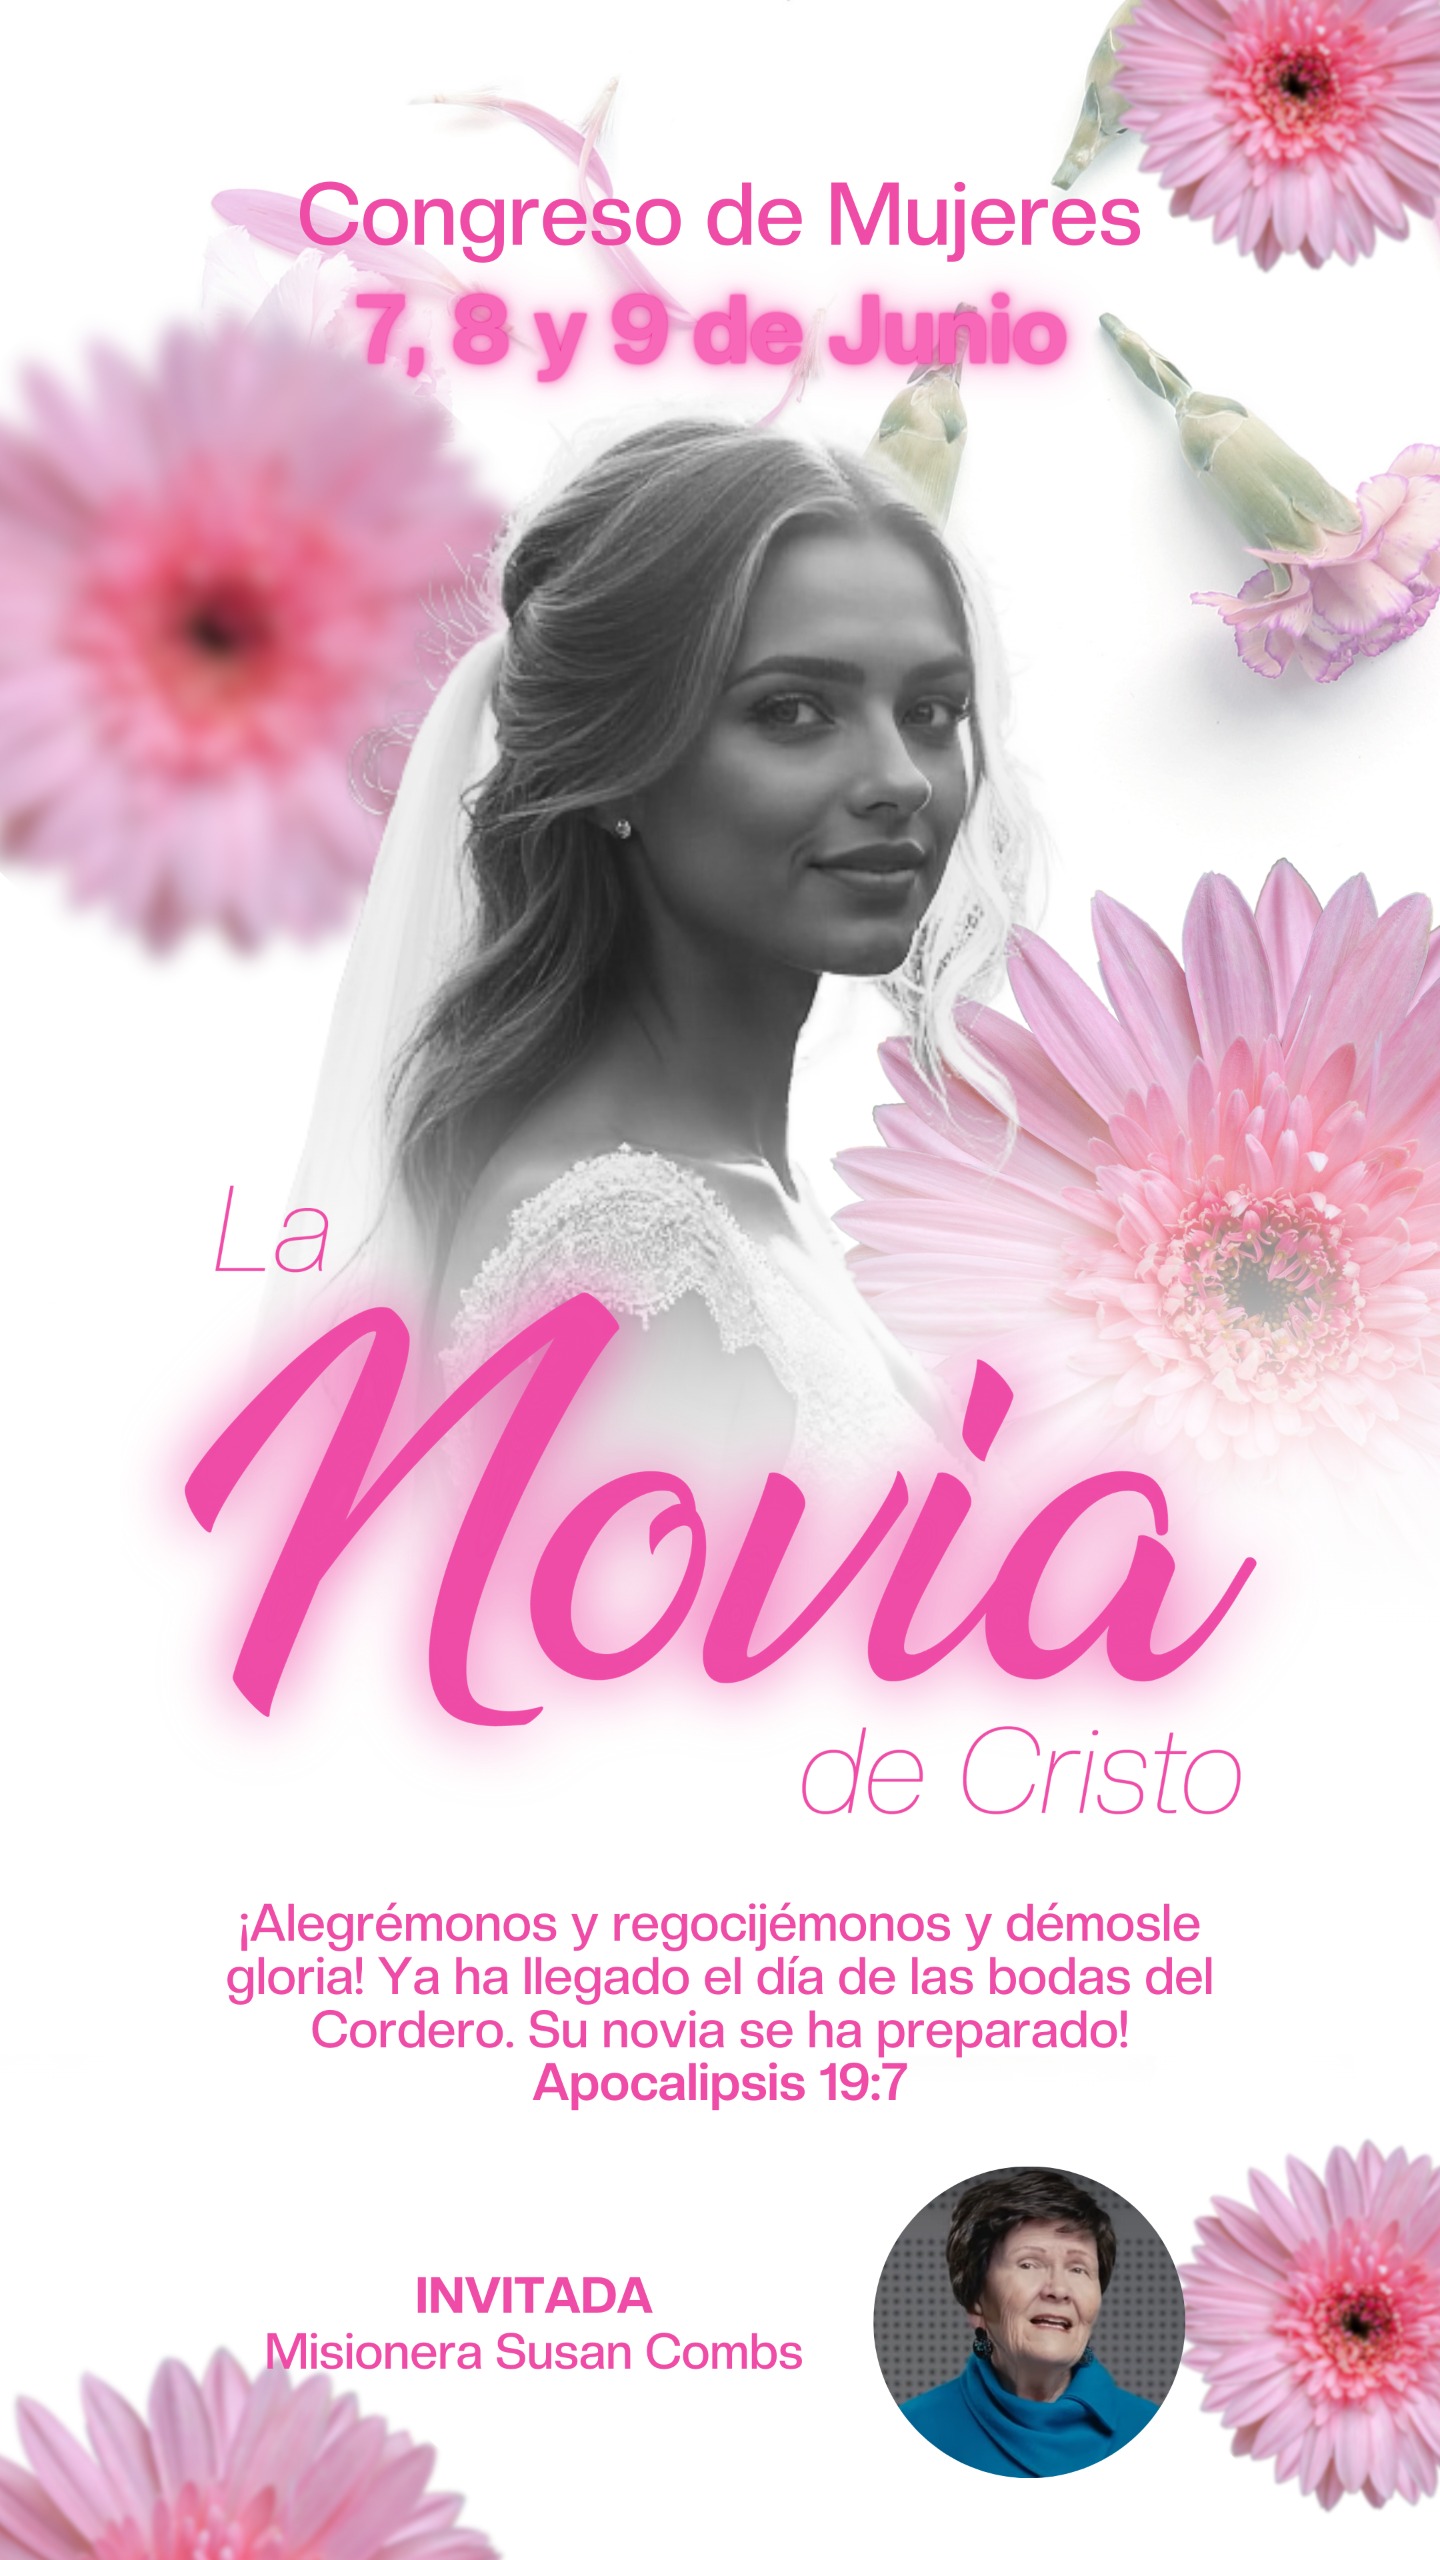 Congreso de Mujeres
7, 8 y 9 de Junio
La
Novia
de Cristo
¡Alegrémonos y regocijémonos y démosle
gloria! Ya ha llegado el día de las bodas del
Cordero. Su novia se ha preparado!
Apocalipsis 19:7
INVITADA
Misionera Susan Combs